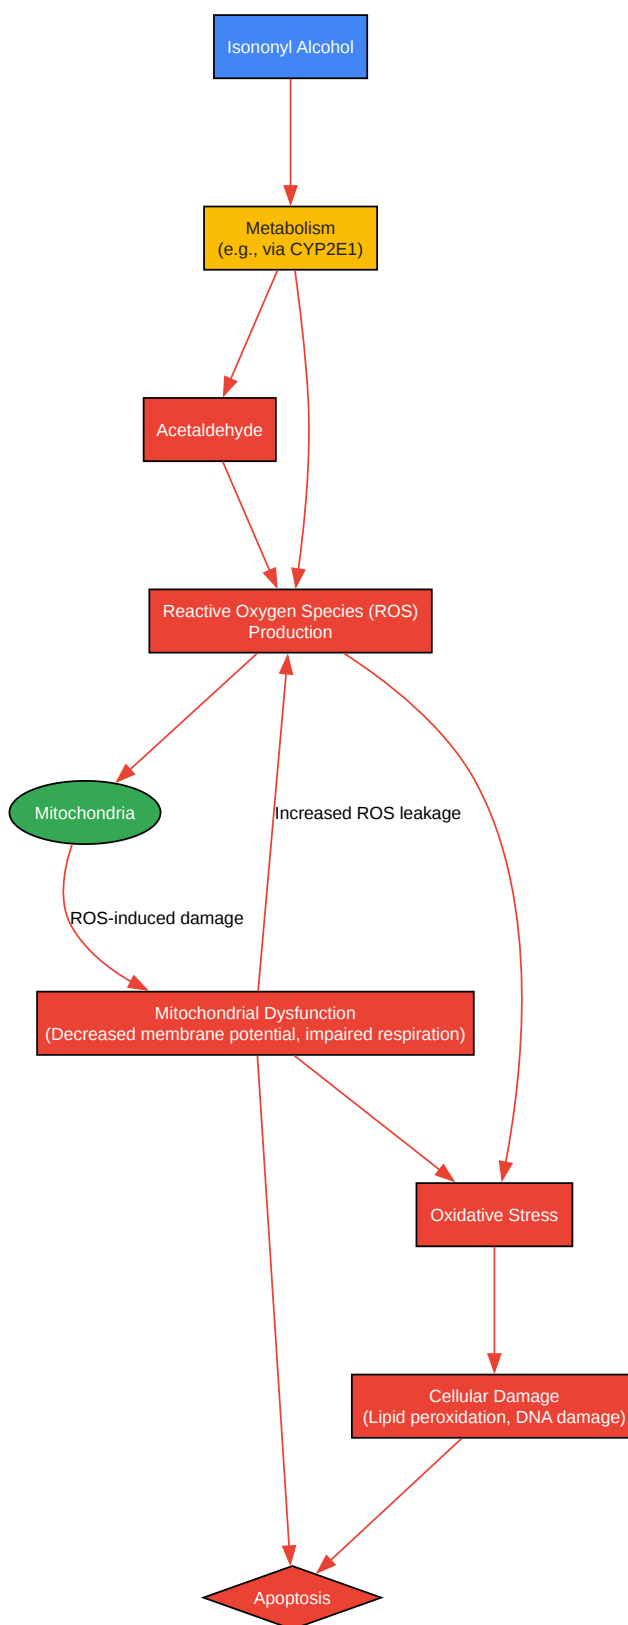 Isononyl Alcohol
Metabolism
(e.g., via CYP2E1)
Acetaldehyde
Reactive Oxygen Species (ROS)
Production
Mitochondria
Increased ROS leakage
ROS-induced damage
Mitochondrial Dysfunction
(Decreased membrane potential, impaired respiration)
Oxidative Stress
Cellular Damage
(Lipid peroxidation, DNA damage)
Apoptosis